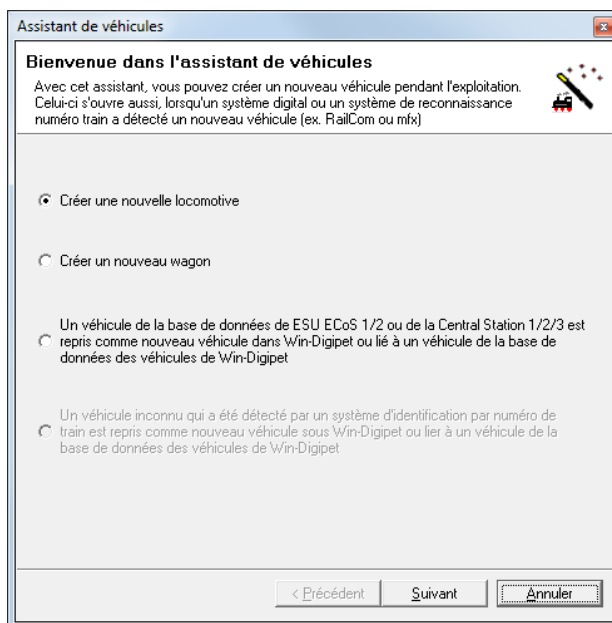 Assistant de véhicules
Bienvenue dans l'assistant de véhicules
Avec cet assistant, vous pouvez créer un nouveau véhicule pendant l'exploitation.
Celui-ci s'ouvre aussi, lorsqu'un système digital ou un système de reconnaissance
numéro train a détecté un nouveau véhicule (ex. RailCom ou mfx)
Créer une nouvelle locomotive
Créer un nouveau wagon
Un véhicule de la base de données de ESU ECoS 1/2 ou de la Central Station 1/2/3 est
repris comme nouveau véhicule dans Win-Digipet ou lié à un véhicule de la base de
données des véhicules de Win-Digipet
Un véhicule inconnu qui a été détecté par un système d'identification par numéro de
train est repris comme nouveau véhicule sous Win-Digipet ou lier à un véhicule de la
base de données des véhicules de Win-Digipet
< Précédent Suivant Annuler